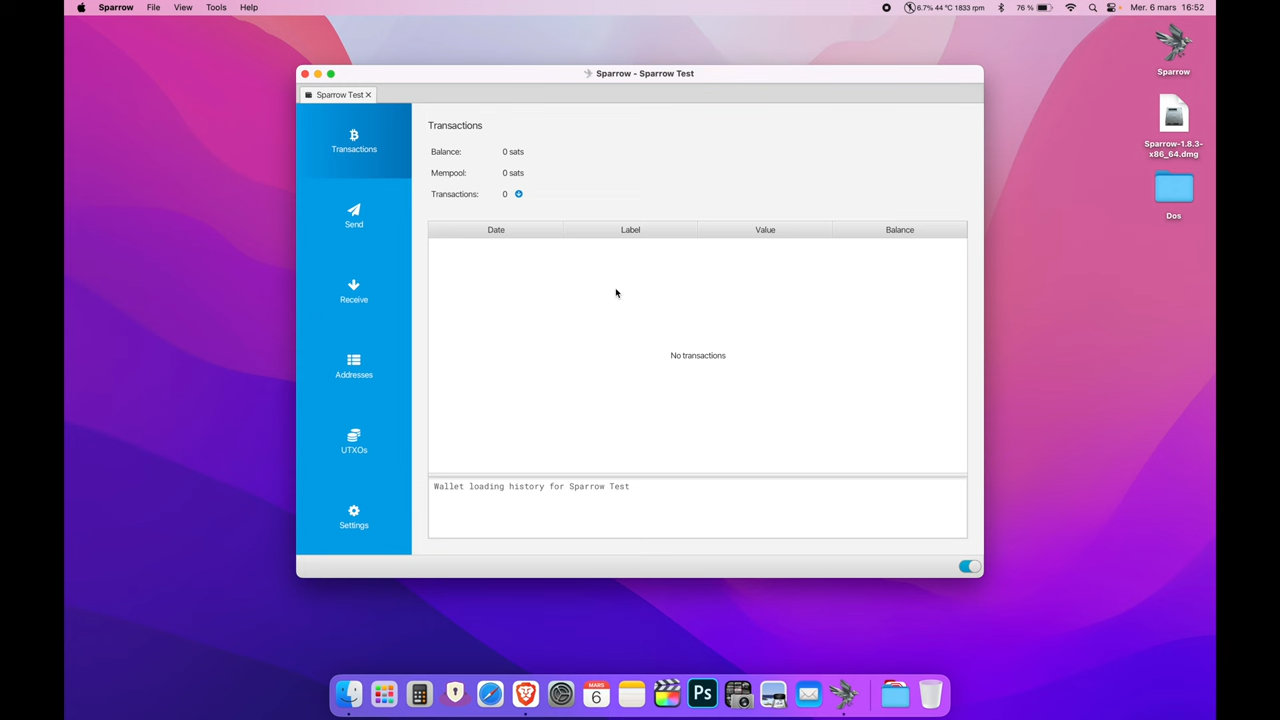 Sparrow File View Tools Help
6.7% 44 °C 1833 rpm 76 % Mer. 6 mars 16:52
Sparrow - Sparrow Test
Sparrow Test
Transactions
Send
Receive
Addresses
UTXOs
Settings
Transactions
Balance: 0 sats
Mempool: 0 sats
Transactions: 0
Date Label Value Balance
No transactions
Wallet loading history for Sparrow Test
Sparrow
Sparrow-1.8.3-
x86_64.dmg
Dos
MARS
6
Ps